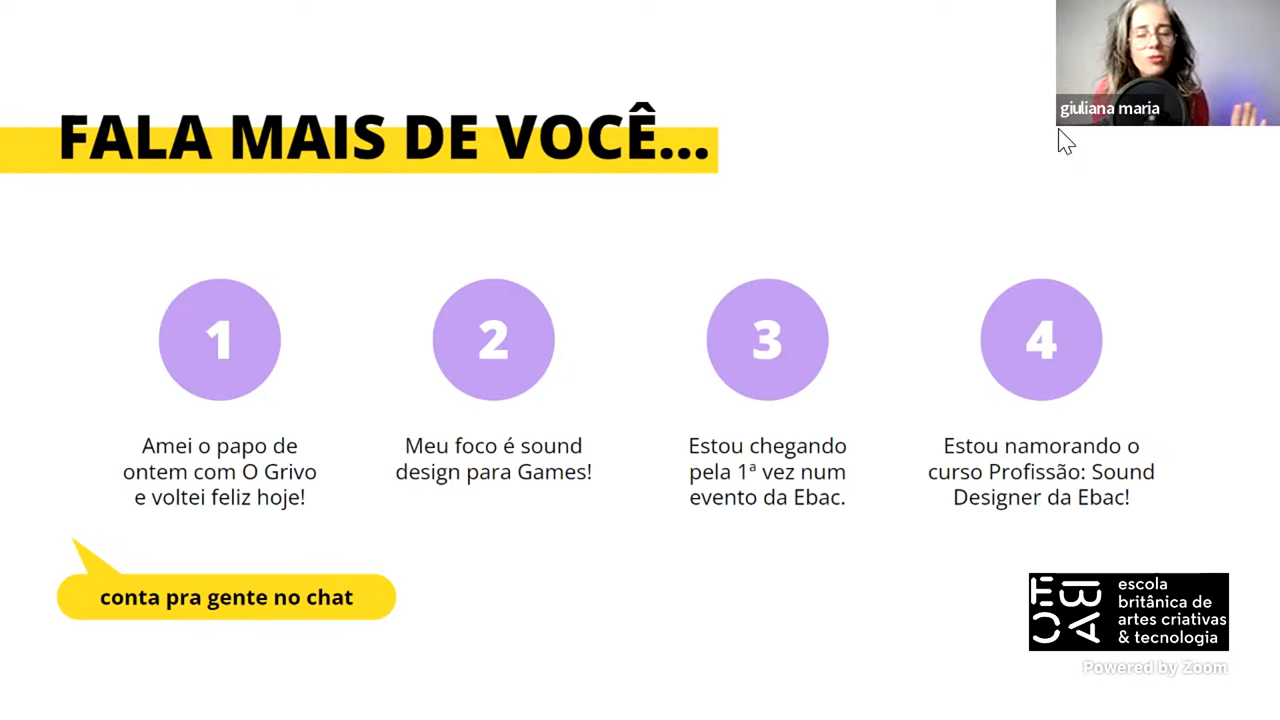 giuliana maria
FALA MAIS DE VOCÊ...
1
Amei o papo de
ontem com O Grivo
e voltei feliz hoje!
2
Meu foco é sound
design para Games!
3
Estou chegando
pela 1ª vez num
evento da Ebac.
4
Estou namorando o
curso Profissão: Sound
Designer da Ebac!
conta pra gente no chat
EBAC
escola
britânica de
artes criativas
& tecnologia
Powered by Zoom